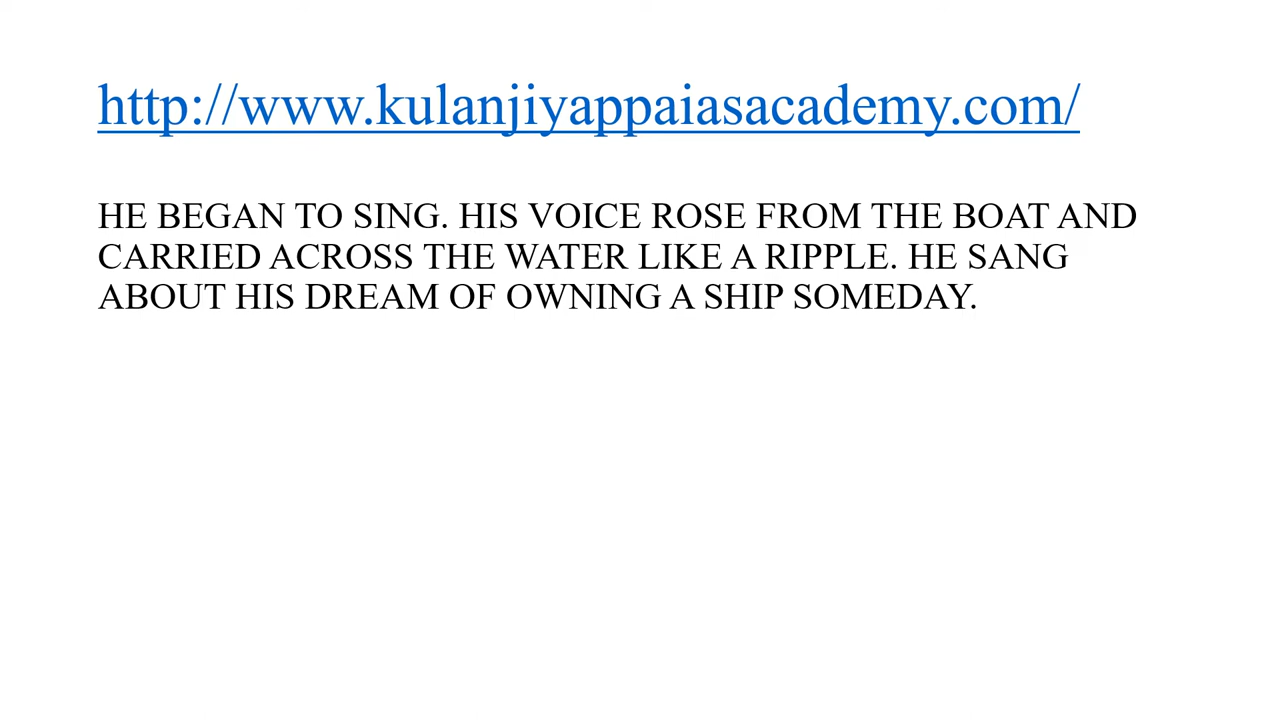 http://www.kulanjiyappaiasacademy.com/
HE BEGAN TO SING. HIS VOICE ROSE FROM THE BOAT AND
CARRIED ACROSS THE WATER LIKE A RIPPLE. HE SANG
ABOUT HIS DREAM OF OWNING A SHIP SOMEDAY.